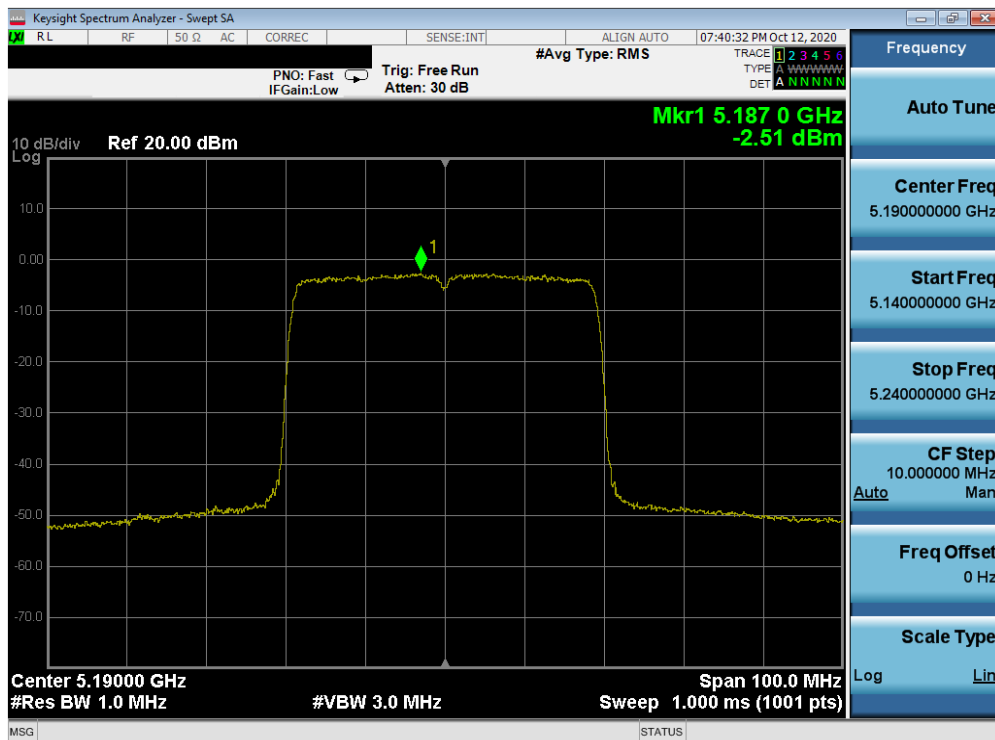 Keysight Spectrum Analyzer - Swept SA
LXI RL RF 50 Ω AC CORREC SENSE:INT ALIGN AUTO 07:40:32 PM Oct 12, 2020
PNO: Fast
IFGain:Low
Trig: Free Run
Atten: 30 dB
#Avg Type: RMS
TRACE 1 2 3 4 5 6
TYPE A WWWWW
DET A N N N N N
Mkr1 5.187 0 GHz
-2.51 dBm
10 dB/div Ref 20.00 dBm
Log
10.0
0.00
-10.0
-20.0
-30.0
-40.0
-50.0
-60.0
-70.0
1
Center 5.19000 GHz Span 100.0 MHz
#Res BW 1.0 MHz #VBW 3.0 MHz Sweep 1.000 ms (1001 pts)
MSG STATUS
Frequency
Auto Tune
Center Freq
5.190000000 GHz
Start Freq
5.140000000 GHz
Stop Freq
5.240000000 GHz
CF Step
10.000000 MHz
Auto Man
Freq Offset
0 Hz
Scale Type
Log Lin